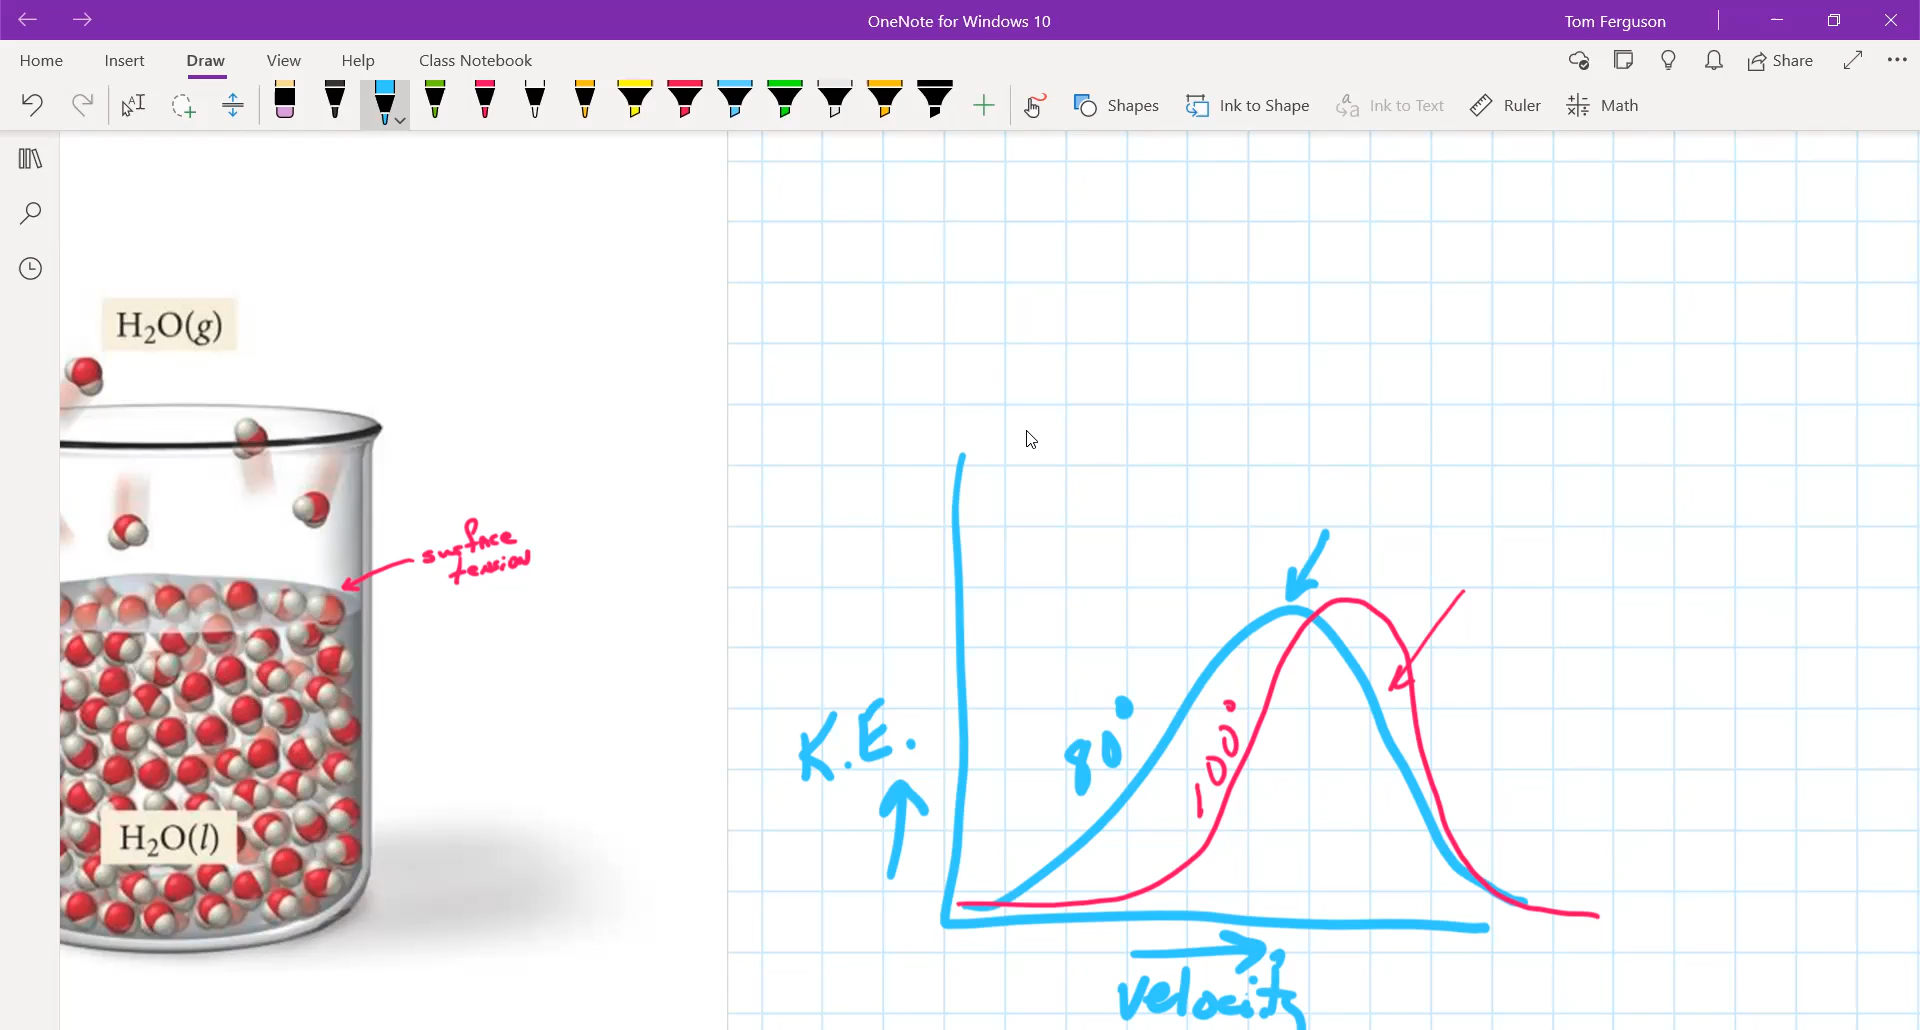 OneNote for Windows 10
Tom Ferguson
Home Insert Draw View Help Class Notebook
Share
Shapes Ink to Shape Ink to Text Ruler Math
H₂O(g)
surface
tension
H₂O(l)
K.E.
80°
100°
velocity